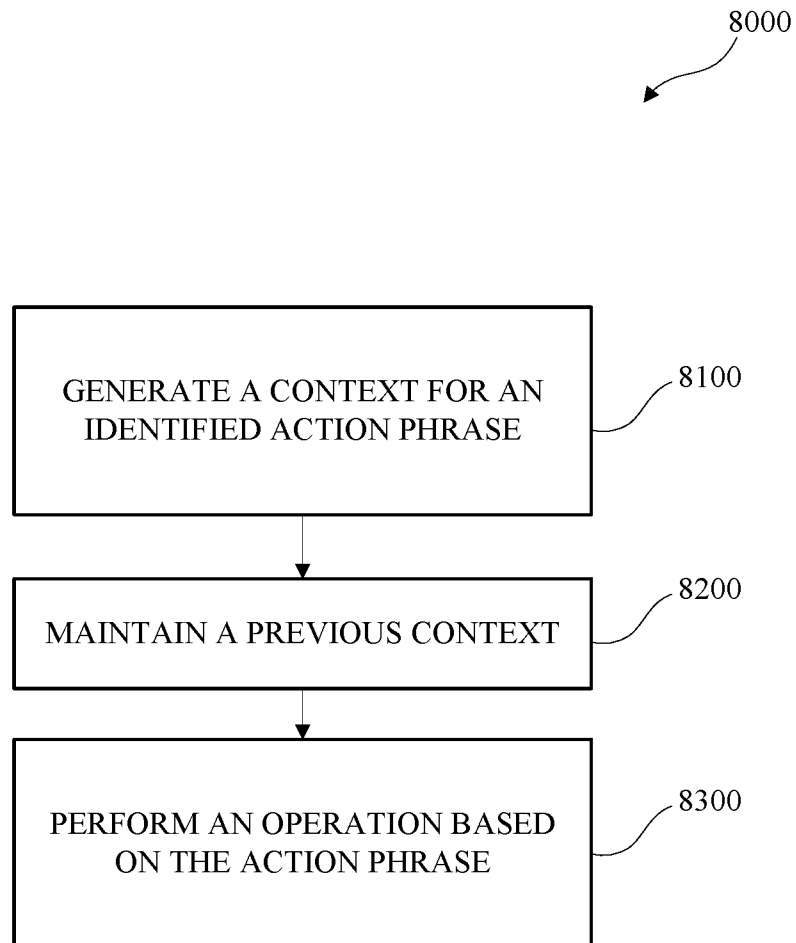 8000
GENERATE A CONTEXT FOR AN
IDENTIFIED ACTION PHRASE
8100
MAINTAIN A PREVIOUS CONTEXT
8200
PERFORM AN OPERATION BASED
ON THE ACTION PHRASE
8300